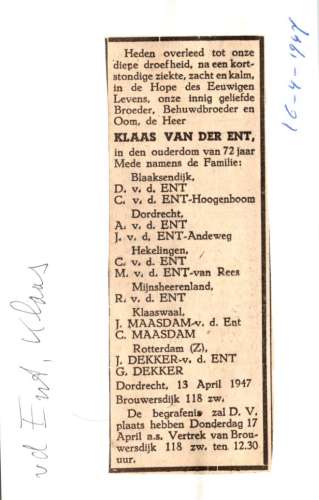 Heden overleed tot onze
diepe droefheid, na een kort-
stondige ziekte, zacht en kalm,
in de Hope des Eeuwigen
Levens, onze innig geliefde
Broeder, Behuwdbroeder en
Oom, de Heer
KLAAS VAN DER ENT,
in den ouderdom van 72 jaar
Mede namens de Familie:
Blaaksendijk,
D. v. d. ENT
C. v. d. ENT-Hoogenboom
Dordrecht,
A. v. d. ENT
J. v. d. ENT-Andeweg
Hekelingen,
C. v. d. ENT
M. v. d. ENT-van Rees
Mijnsheerenland,
R. v. d. ENT
Klaaswaal,
J. MAASDAM-v. d. Ent
C. MAASDAM
Rotterdam (Z),
J. DEKKER-v. d. ENT
G. DEKKER
Dordrecht, 13 April 1947
Brouwersdijk 118 zw.
De begrafenis zal D. V.
plaats hebben Donderdag 17
April a.s. Vertrek van Brou-
wersdijk 118 zw. ten 12.30
uur.
16-4-1947
vd Ent, Klaas